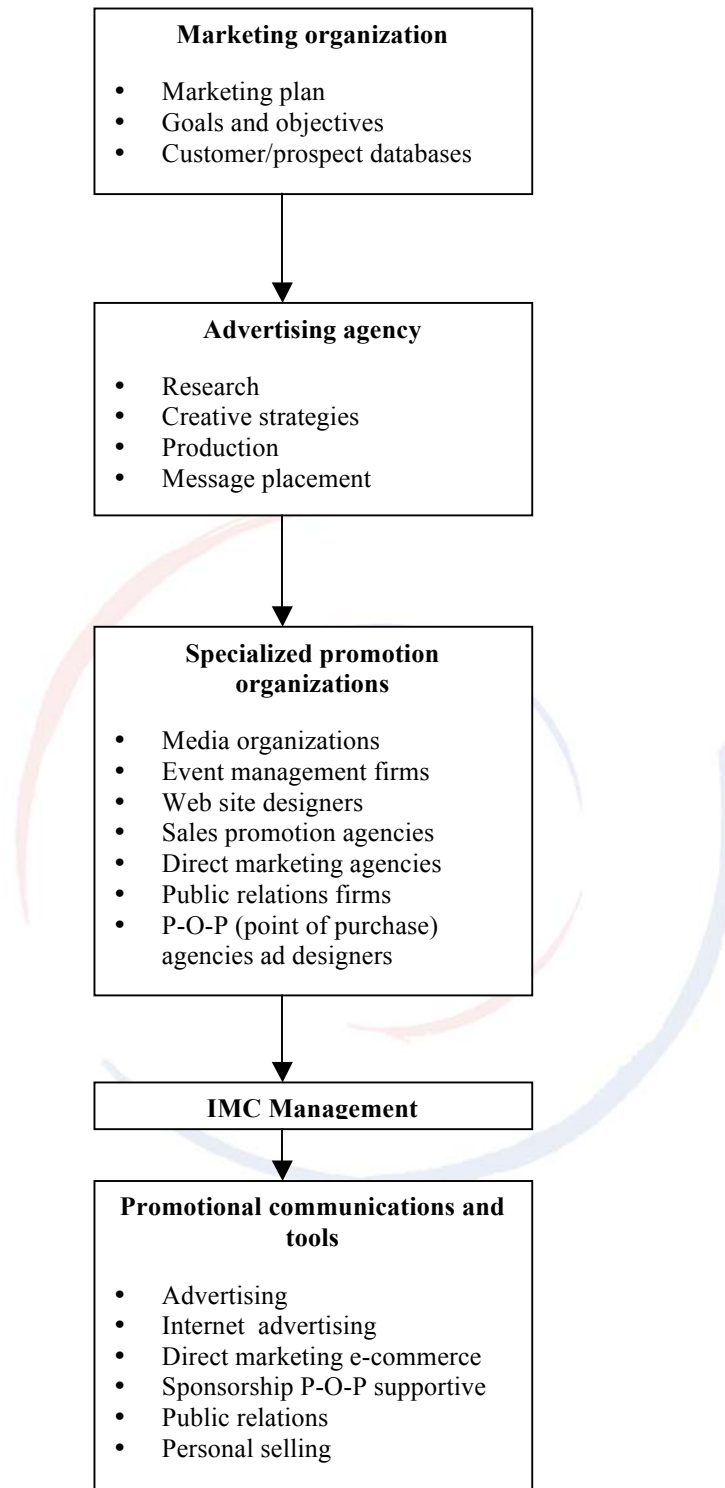 Marketing organization
• Marketing plan
• Goals and objectives
• Customer/prospect databases
Advertising agency
• Research
• Creative strategies
• Production
• Message placement
Specialized promotion
organizations
• Media organizations
• Event management firms
• Web site designers
• Sales promotion agencies
• Direct marketing agencies
• Public relations firms
• P-O-P (point of purchase)
agencies ad designers
IMC Management
Promotional communications and
tools
• Advertising
• Internet advertising
• Direct marketing e-commerce
• Sponsorship P-O-P supportive
• Public relations
• Personal selling